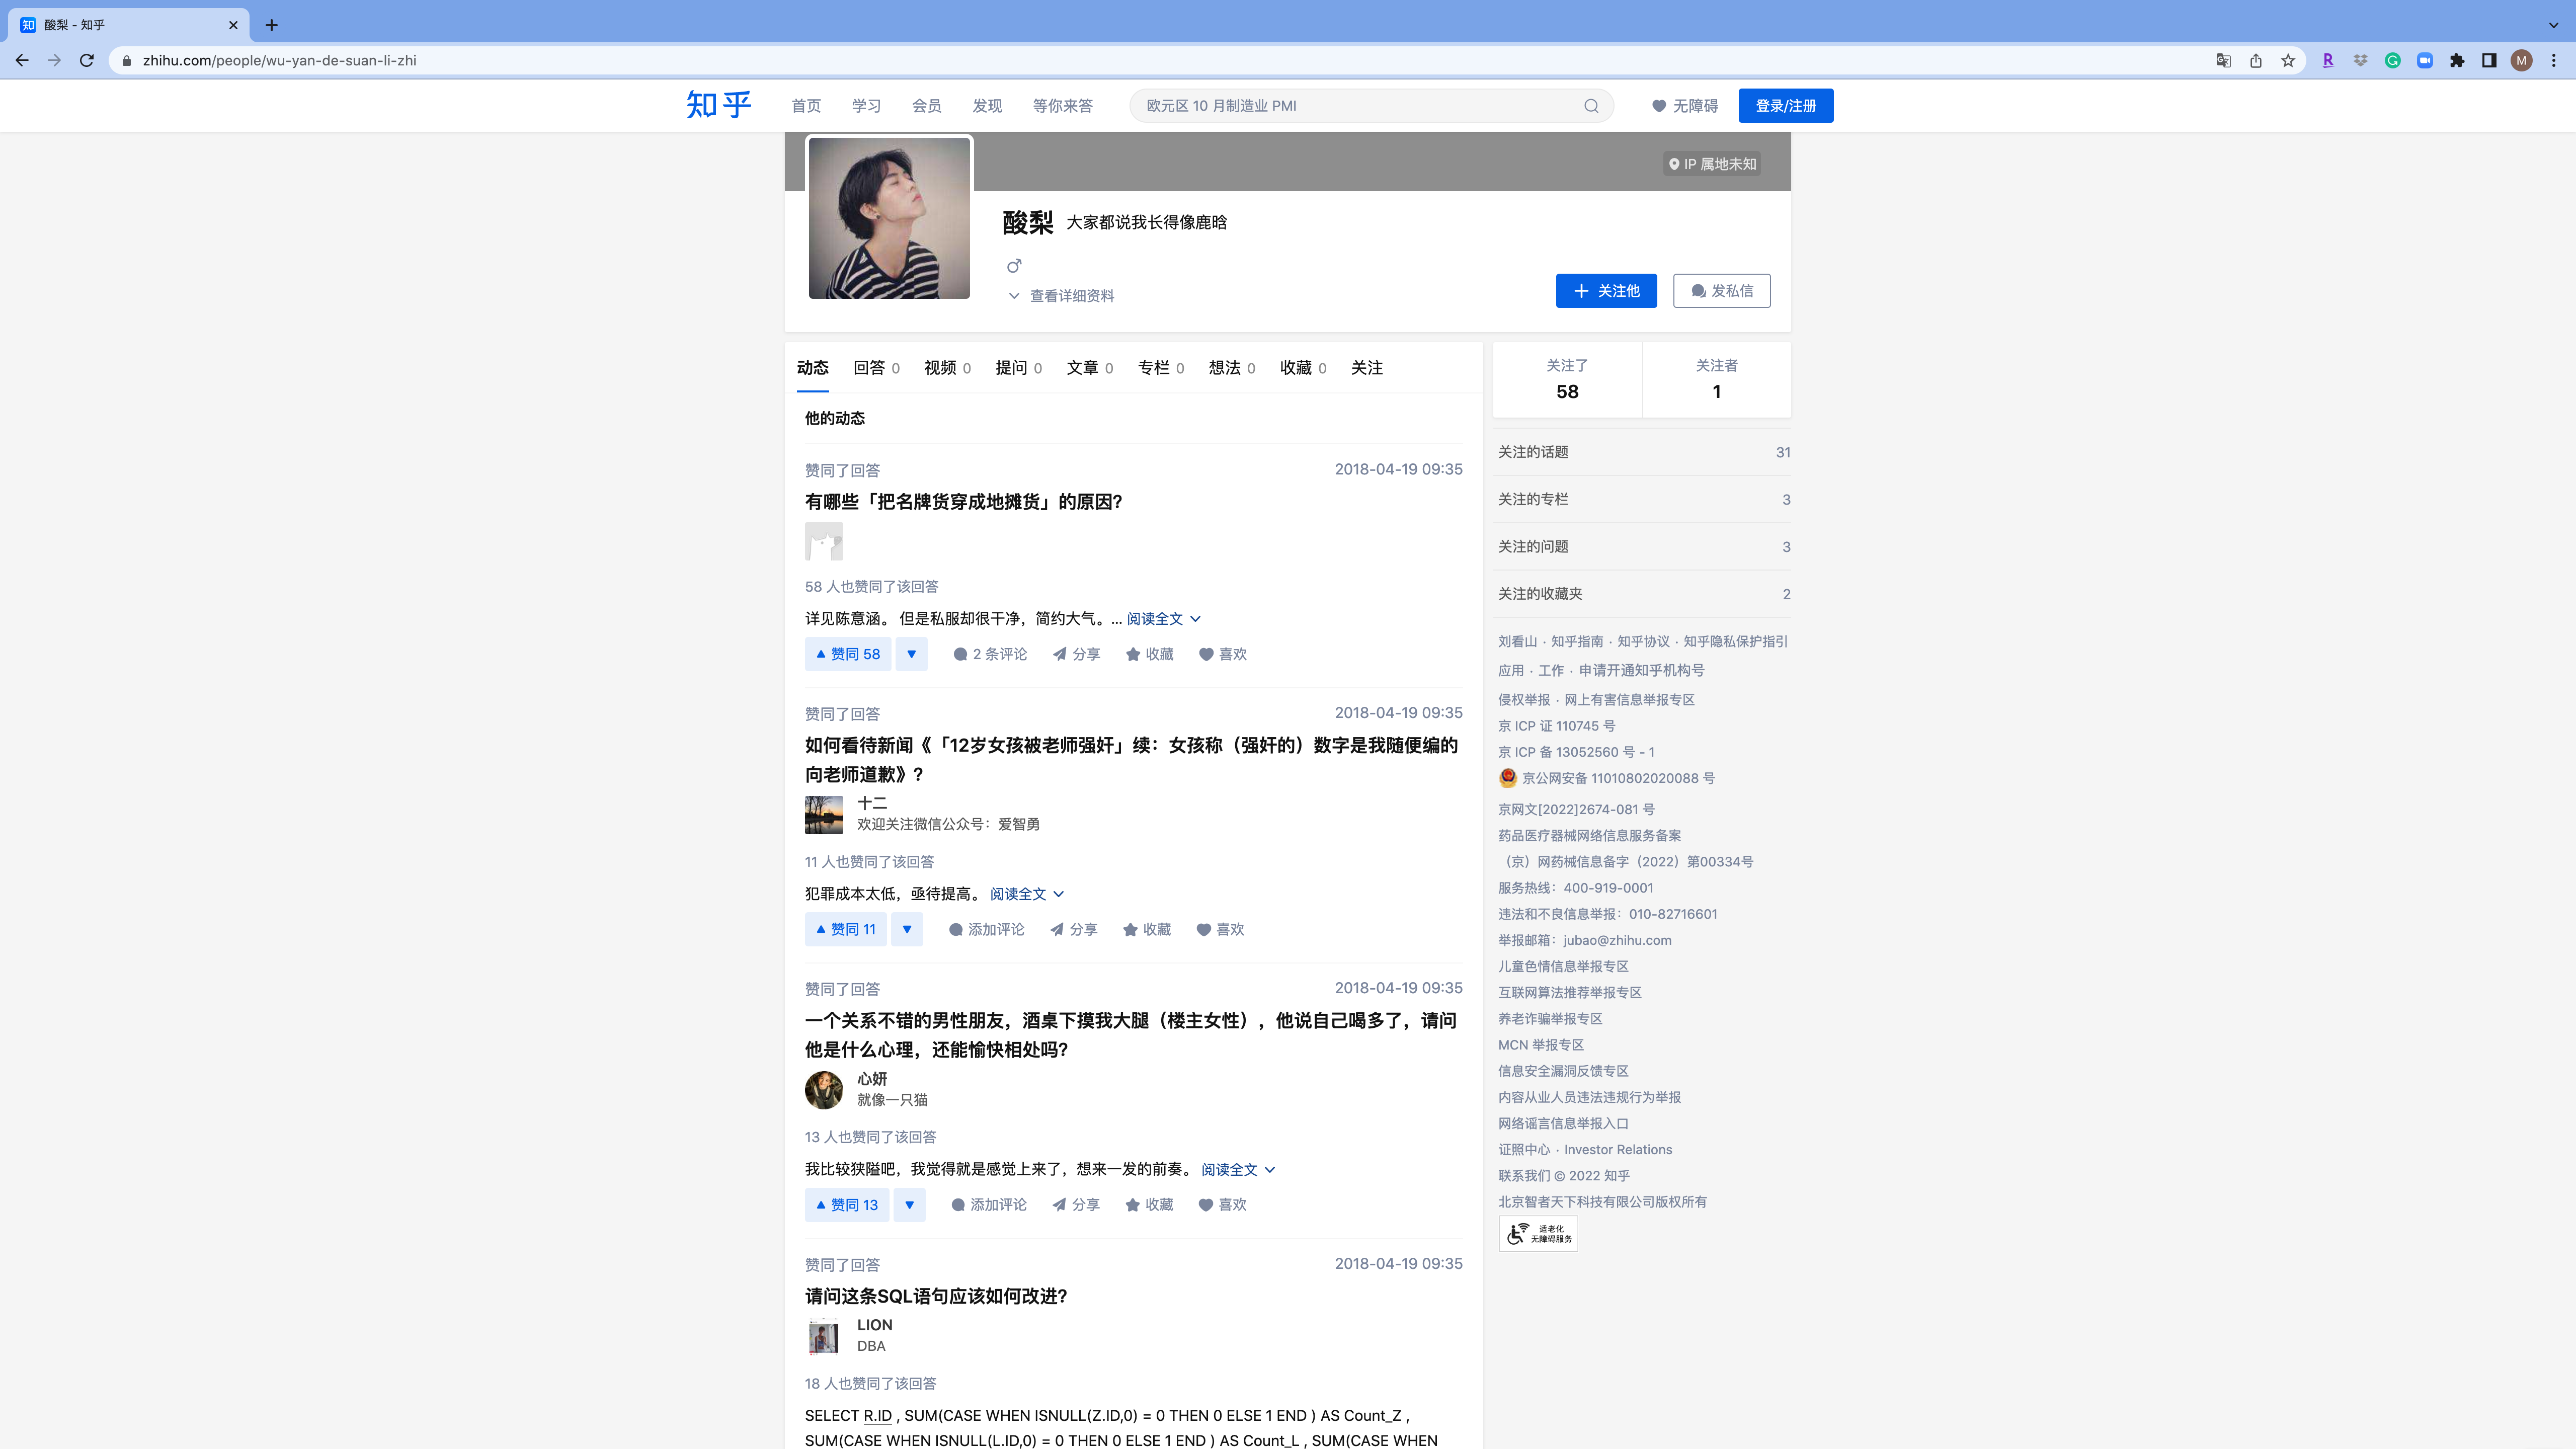 酸梨 - 知乎
zhihu.com/people/wu-yan-de-suan-li-zhi
M
知乎 首页 学习 会员 发现 等你来答 欧元区 10 月制造业 PMI 无障碍 登录/注册
IP 属地未知
酸梨 大家都说我长得像鹿晗
查看详细资料
关注他 发私信
动态 回答 0 视频 0 提问 0 文章 0 专栏 0 想法 0 收藏 0 关注
他的动态
赞同了回答 2018-04-19 09:35
有哪些「把名牌货穿成地摊货」的原因?
58 人也赞同了该回答
详见陈意涵。 但是私服却很干净，简约大气。... 阅读全文
赞同 58 2 条评论 分享 收藏 喜欢
赞同了回答 2018-04-19 09:35
如何看待新闻《「12岁女孩被老师强奸」续：女孩称（强奸的）数字是我随便编的
向老师道歉》？
十二
欢迎关注微信公众号：爱智勇
11 人也赞同了该回答
犯罪成本太低，亟待提高。 阅读全文
赞同 11 添加评论 分享 收藏 喜欢
赞同了回答 2018-04-19 09:35
一个关系不错的男性朋友，酒桌下摸我大腿（楼主女性），他说自己喝多了，请问
他是什么心理，还能愉快相处吗?
心妍
就像一只猫
13 人也赞同了该回答
我比较狭隘吧，我觉得就是感觉上来了，想来一发的前奏。 阅读全文
赞同 13 添加评论 分享 收藏 喜欢
赞同了回答 2018-04-19 09:35
请问这条SQL语句应该如何改进?
LION
DBA
18 人也赞同了该回答
SELECT R.ID , SUM(CASE WHEN ISNULL(Z.ID,0) = 0 THEN 0 ELSE 1 END ) AS Count_Z ,
SUM(CASE WHEN ISNULL(L.ID,0) = 0 THEN 0 ELSE 1 END ) AS Count_L , SUM(CASE WHEN
关注了 关注者
58 1
关注的话题 31
关注的专栏 3
关注的问题 3
关注的收藏夹 2
刘看山 · 知乎指南 · 知乎协议 · 知乎隐私保护指引
应用 · 工作 · 申请开通知乎机构号
侵权举报 · 网上有害信息举报专区
京 ICP 证 110745 号
京 ICP 备 13052560 号 - 1
京公网安备 11010802020088 号
京网文[2022]2674-081 号
药品医疗器械网络信息服务备案
（京）网药械信息备字（2022）第00334号
服务热线：400-919-0001
违法和不良信息举报：010-82716601
举报邮箱：jubao@zhihu.com
儿童色情信息举报专区
互联网算法推荐举报专区
养老诈骗举报专区
MCN 举报专区
信息安全漏洞反馈专区
内容从业人员违法违规行为举报
网络谣言信息举报入口
证照中心 · Investor Relations
联系我们 © 2022 知乎
北京智者天下科技有限公司版权所有
适老化
无障碍服务